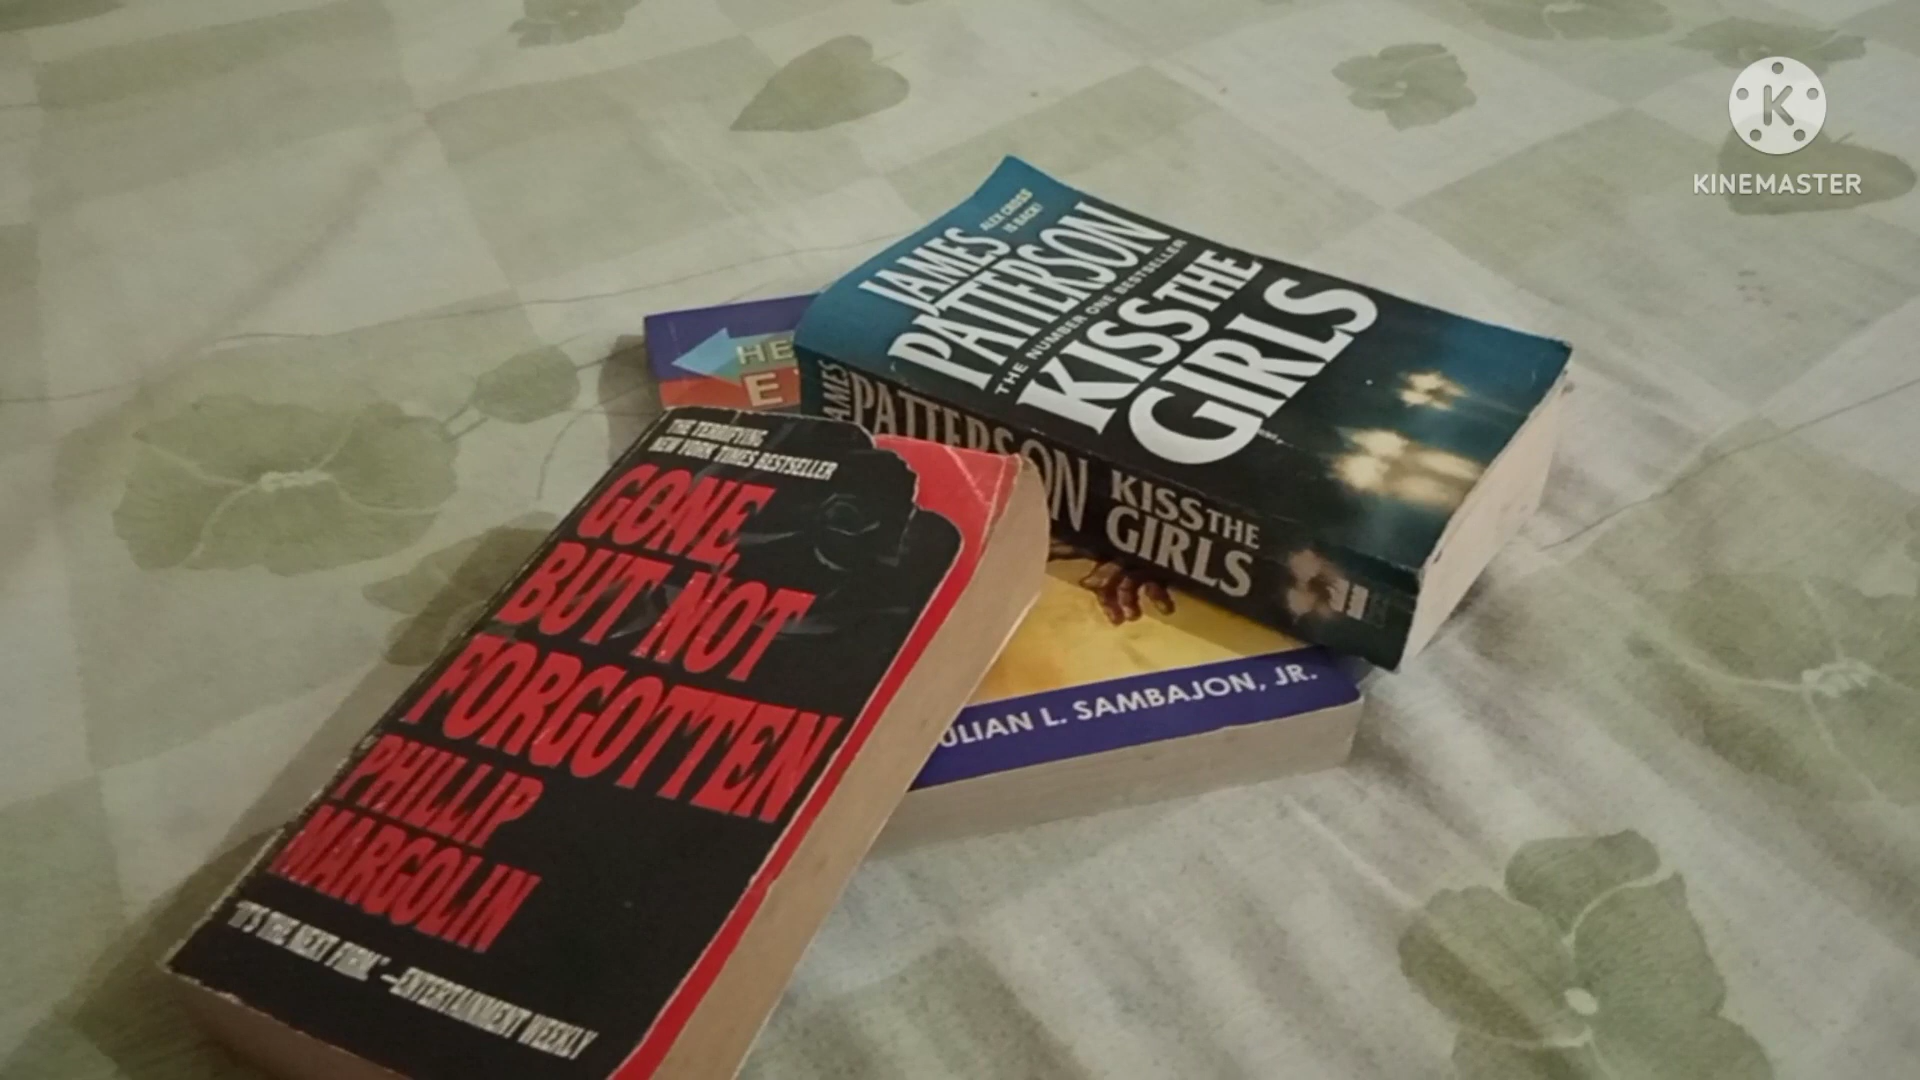 K
KINEMASTER
ALEX CROSS
IS BACK!
JAMES
PATTERSON
THE NUMBER ONE BESTSELLER
KISS THE
GIRLS
JAMES
PATTERSON
KISS THE
GIRLS
HE
E
THE TERRIFYING
NEW YORK TIMES BESTSELLER
GONE,
BUT NOT
FORGOTTEN
PHILLIP
MARGOLIN
"IT'S THE NEXT FIRM." —ENTERTAINMENT WEEKLY
ULIAN L. SAMBAJON, JR.